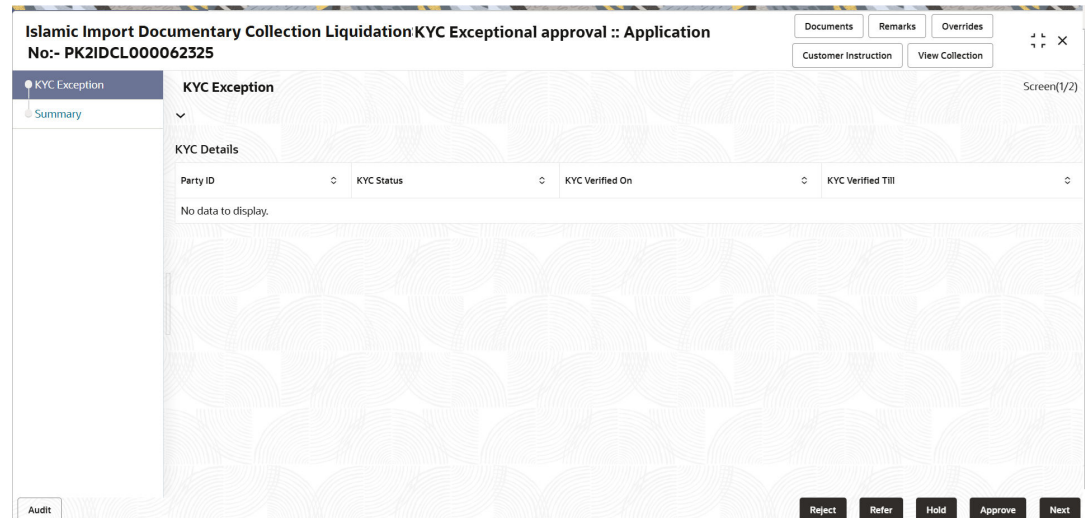 Islamic Import Documentary Collection Liquidation KYC Exceptional approval :: Application
No:- PK2IDCL000062325
Documents
Remarks
Overrides
Customer Instruction
View Collection
KYC Exception
Summary
KYC Exception
Screen(1/2)
KYC Details
Party ID
KYC Status
KYC Verified On
KYC Verified Till
No data to display.
Audit
Reject
Refer
Hold
Approve
Next